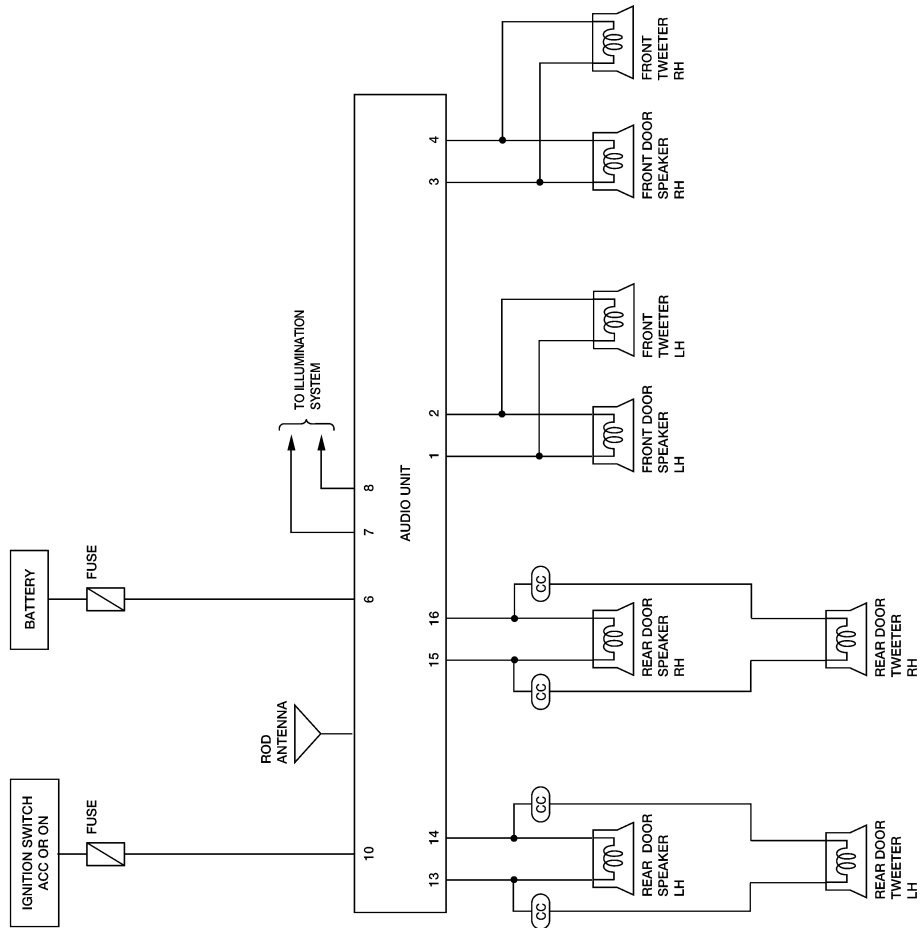 IGNITION SWITCH
ACC OR ON
FUSE
10
ROD
ANTENNA
BATTERY
FUSE
6
TO ILLUMINATION
SYSTEM
7
8
AUDIO UNIT
13
14
15
16
1
2
3
4
CC
CC
REAR DOOR
SPEAKER
LH
REAR DOOR
TWEETER
LH
CC
CC
REAR DOOR
SPEAKER
RH
REAR DOOR
TWEETER
RH
FRONT DOOR
SPEAKER
LH
FRONT
TWEETER
LH
FRONT DOOR
SPEAKER
RH
FRONT
TWEETER
RH